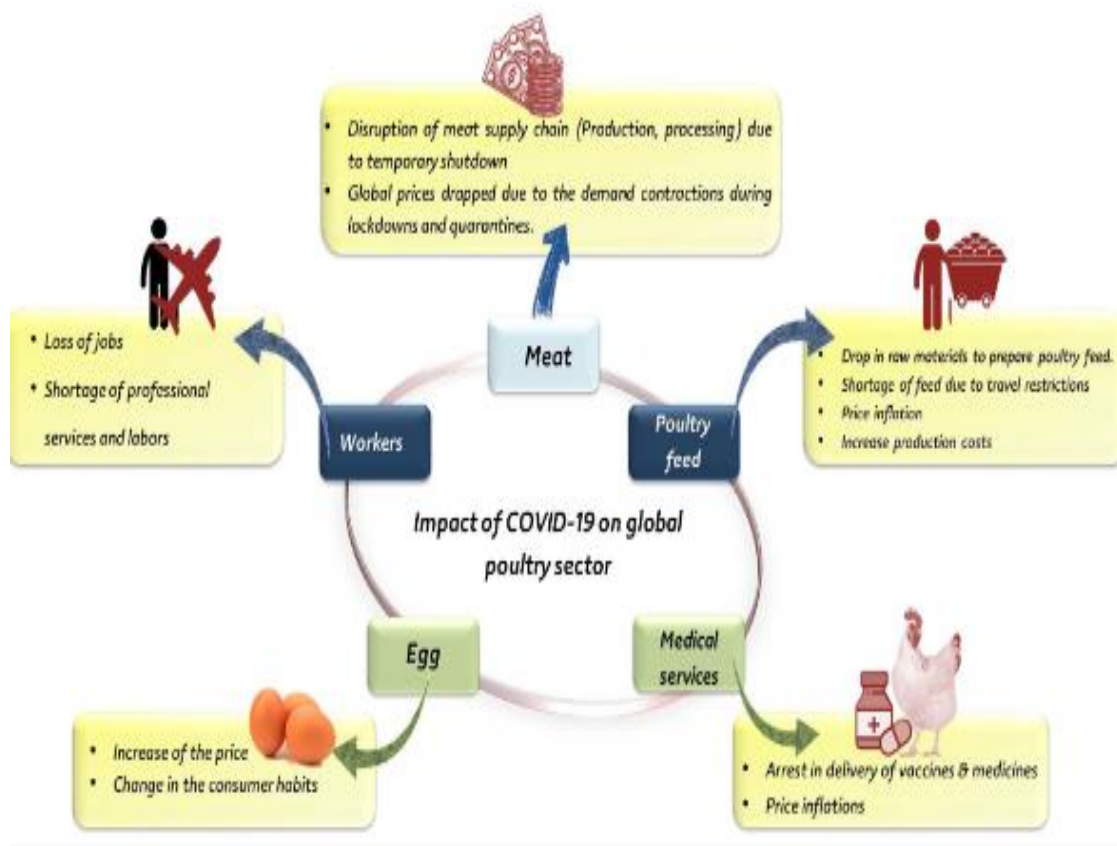 • Disruption of meat supply chain (Production, processing) due
to temporary shutdown
• Global prices dropped due to the demand contractions during
lockdowns and quarantines.
Meat
• Loss of jobs
• Shortage of professional
services and labors
Workers
Poultry
feed
• Drop in raw materials to prepare poultry feed.
• Shortage of feed due to travel restrictions
• Price inflation
• Increase production costs
Impact of COVID-19 on global
poultry sector
Egg
• Increase of the price
• Change in the consumer habits
Medical
services
• Arrest in delivery of vaccines & medicines
• Price inflations